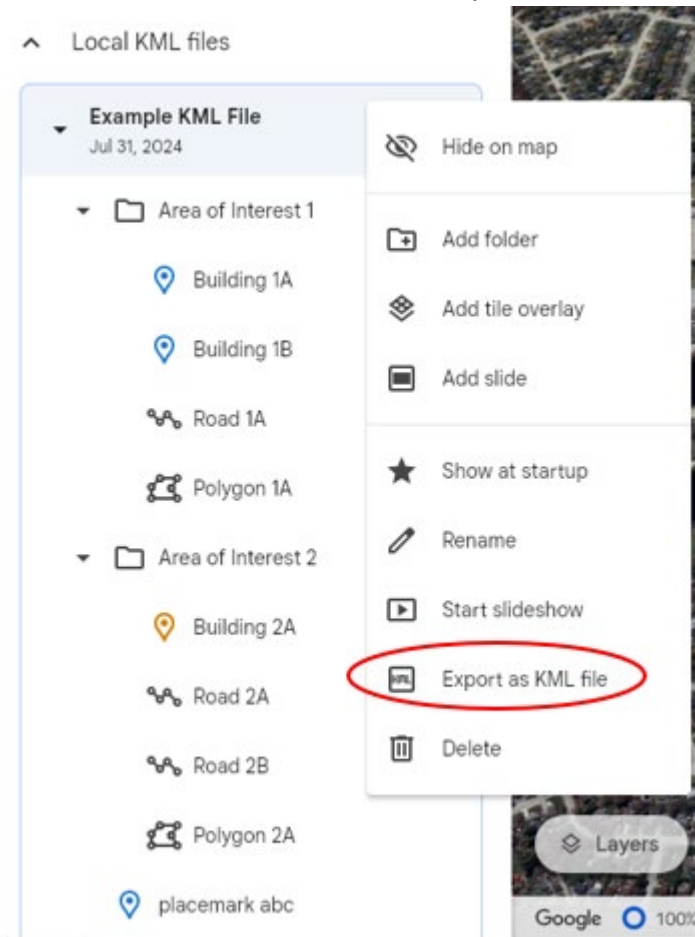 Local KML files
Example KML File
Jul 31, 2024
Area of Interest 1
Building 1A
Building 1B
Road 1A
Polygon 1A
Area of Interest 2
Building 2A
Road 2A
Road 2B
Polygon 2A
placemark abc
Hide on map
Add folder
Add tile overlay
Add slide
Show at startup
Rename
Start slideshow
KML Export as KML file
Delete
Layers
Google 100%